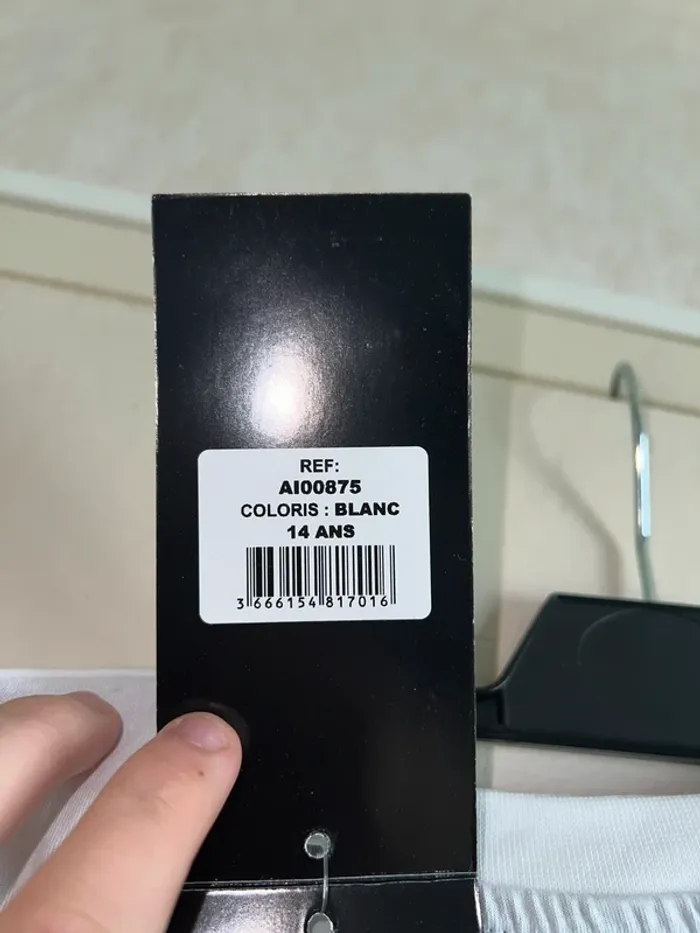 REF:
AI00875
COLORIS : BLANC
14 ANS
3 666154 817016